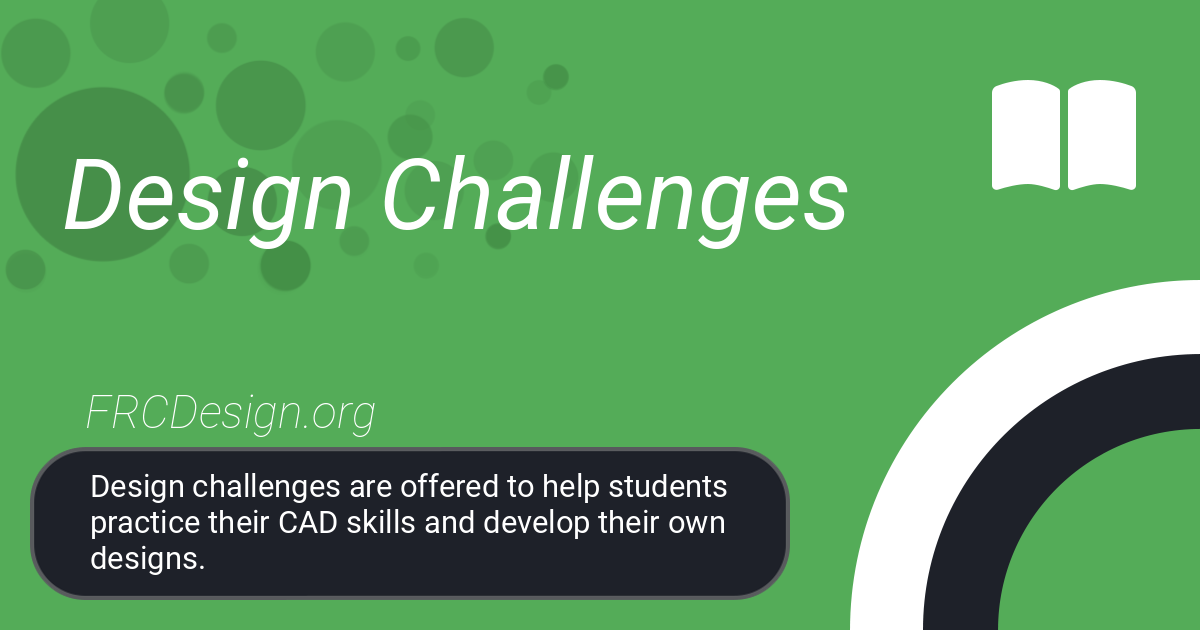 Design Challenges
FRCDesign.org
Design challenges are offered to help students
practice their CAD skills and develop their own
designs.